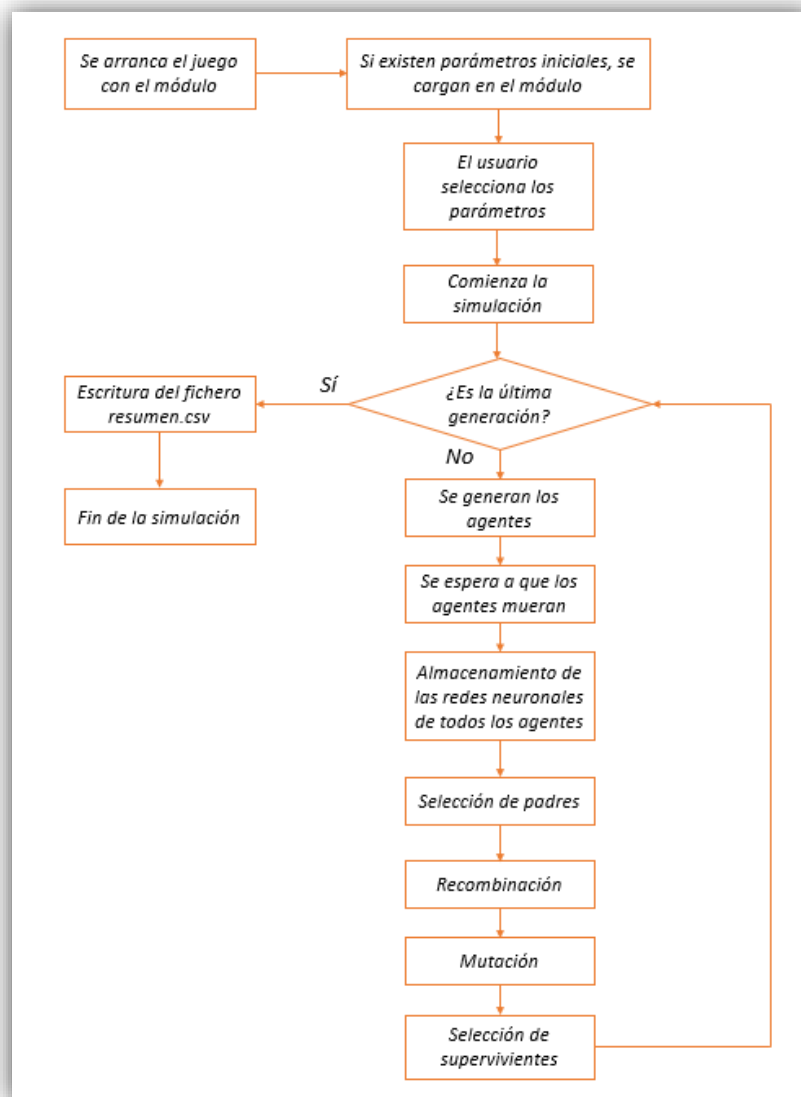 Se arranca el juego
con el módulo
Si existen parámetros iniciales, se
cargan en el módulo
El usuario
selecciona los
parámetros
Comienza la
simulación
¿Es la última
generación?
Sí
Escritura del fichero
resumen.csv
Fin de la simulación
No
Se generan los
agentes
Se espera a que los
agentes mueran
Almacenamiento de
las redes neuronales
de todos los agentes
Selección de padres
Recombinación
Mutación
Selección de
supervivientes